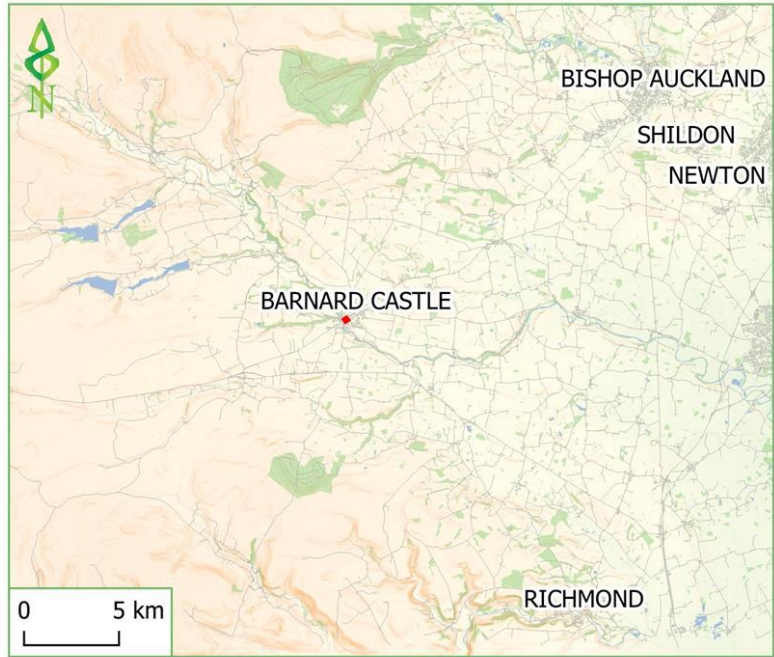 N
BISHOP AUCKLAND
SHILDON
NEWTON
BARNARD CASTLE
RICHMOND
0 5 km